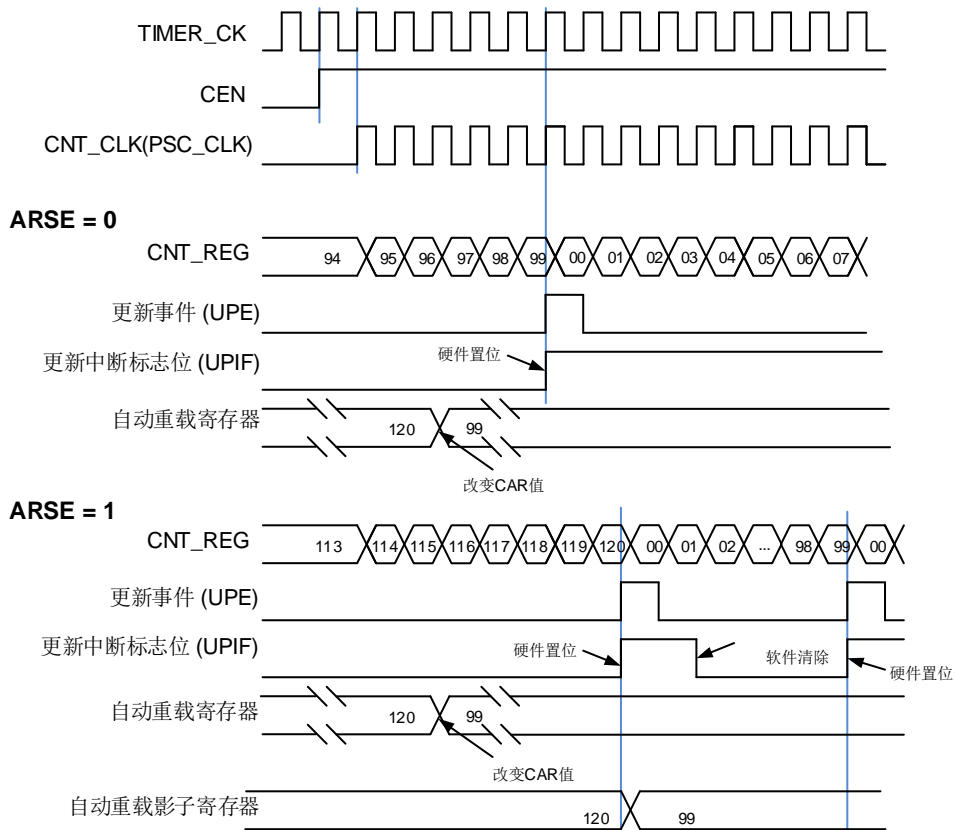 TIMER_CK
CEN
CNT_CLK(PSC_CLK)
ARSE = 0
CNT_REG 94 95 96 97 98 99 00 01 02 03 04 05 06 07
更新事件 (UPE)
更新中断标志位 (UPIF) 硬件置位
自动重载寄存器 120 99
改变CAR值
ARSE = 1
CNT_REG 113 114 115 116 117 118 119 120 00 01 02 ... 98 99 00
更新事件 (UPE)
更新中断标志位 (UPIF) 硬件置位 软件清除 硬件置位
自动重载寄存器 120 99
改变CAR值
自动重载影子寄存器 120 99